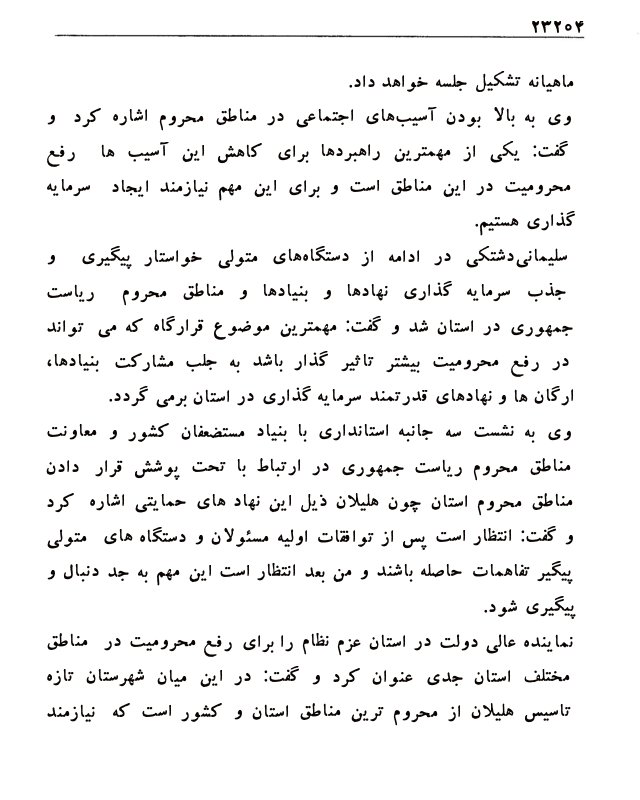 ۲۳۲۰۴
ماهیانه تشکیل جلسه خواهد داد.
وی به بالا بودن آسیب‌های اجتماعی در مناطق محروم اشاره کرد و
گفت: یکی از مهمترین راهبردها برای کاهش این آسیب ها رفع
محرومیت در این مناطق است و برای این مهم نیازمند ایجاد سرمایه
گذاری هستیم.
سلیمانی‌دشتکی در ادامه از دستگاه‌های متولی خواستار پیگیری و
جذب سرمایه گذاری نهادها و بنیادها و مناطق محروم ریاست
جمهوری در استان شد و گفت: مهمترین موضوع قرارگاه که می تواند
در رفع محرومیت بیشتر تاثیر گذار باشد به جلب مشارکت بنیادها،
ارگان ها و نهادهای قدرتمند سرمایه گذاری در استان برمی گردد.
وی به نشست سه جانبه استانداری با بنیاد مستضعفان کشور و معاونت
مناطق محروم ریاست جمهوری در ارتباط با تحت پوشش قرار دادن
مناطق محروم استان چون هلیلان ذیل این نهاد های حمایتی اشاره کرد
و گفت: انتظار است پس از توافقات اولیه مسئولان و دستگاه های متولی
پیگیر تفاهمات حاصله باشند و من بعد انتظار است این مهم به جد دنبال و
پیگیری شود.
نماینده عالی دولت در استان عزم نظام را برای رفع محرومیت در مناطق
مختلف استان جدی عنوان کرد و گفت: در این میان شهرستان تازه
تاسیس هلیلان از محروم ترین مناطق استان و کشور است که نیازمند